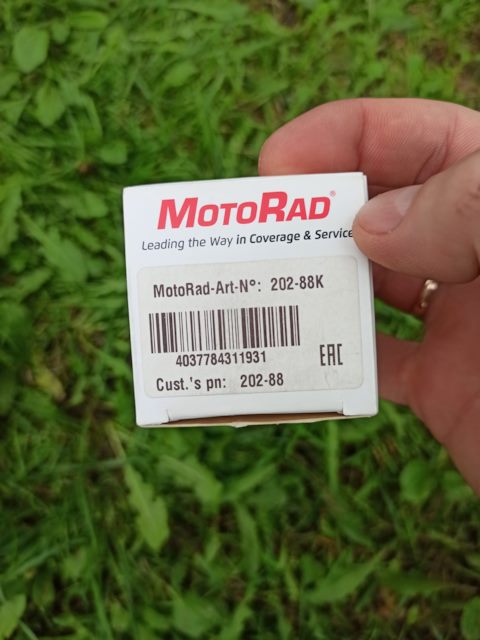 MOTORAD®
Leading the Way in Coverage & Service
MotoRad-Art-N°: 202-88K
4037784311931
EAC
Cust.'s pn: 202-88